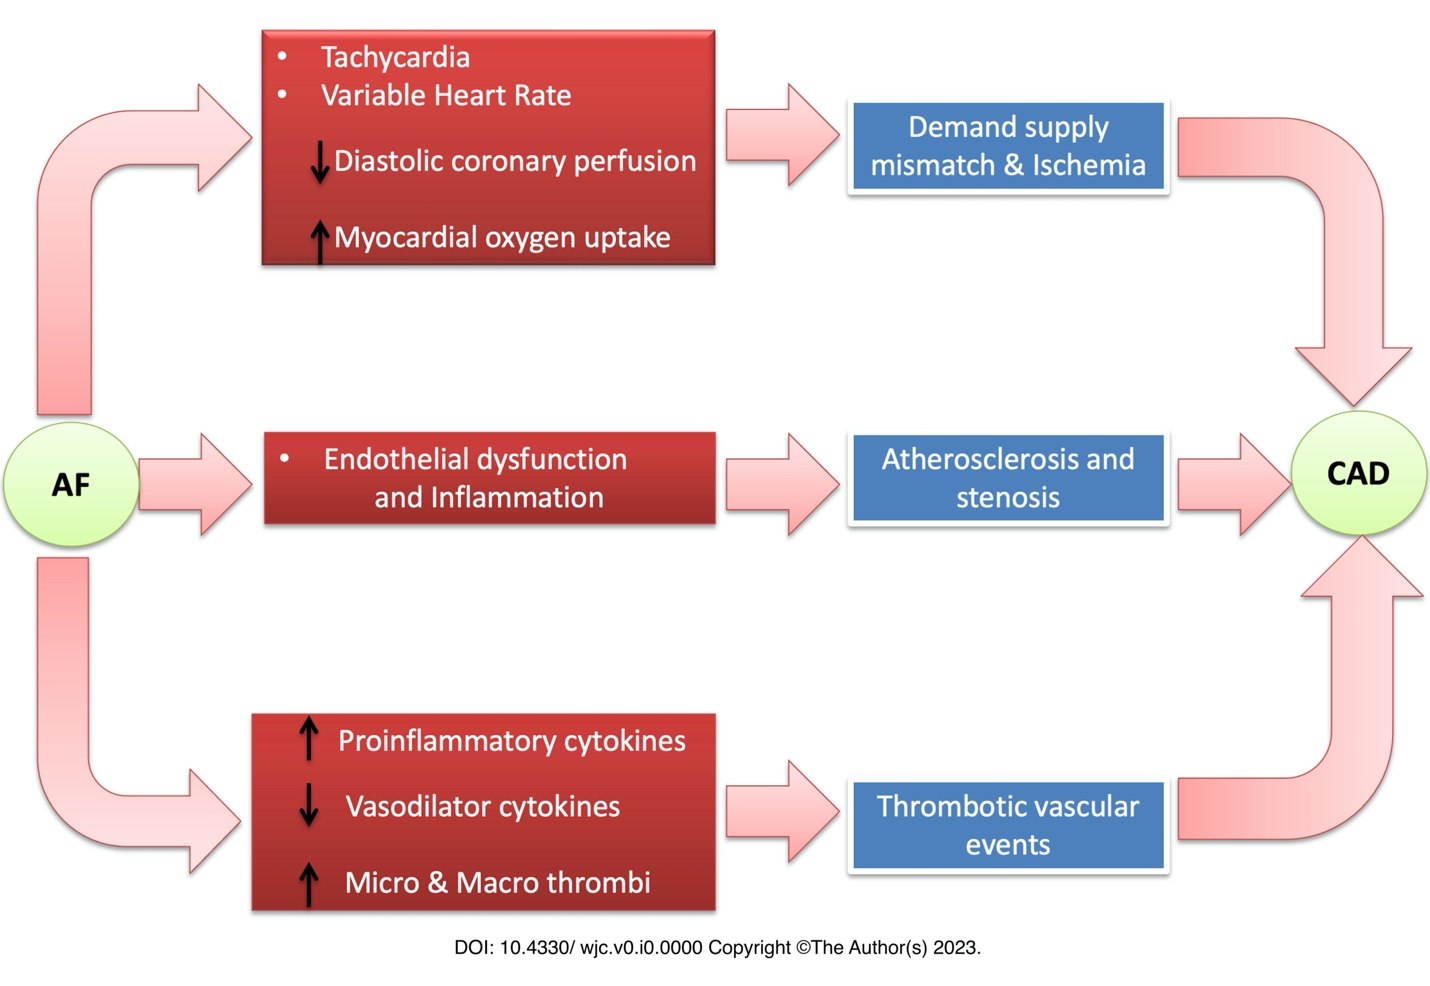 • Tachycardia
• Variable Heart Rate
↓ Diastolic coronary perfusion
↑ Myocardial oxygen uptake
Demand supply
mismatch & Ischemia
AF
• Endothelial dysfunction
and Inflammation
Atherosclerosis and
stenosis
CAD
↑ Proinflammatory cytokines
↓ Vasodilator cytokines
↑ Micro & Macro thrombi
Thrombotic vascular
events
DOI: 10.4330/ wjc.v0.i0.0000 Copyright ©The Author(s) 2023.